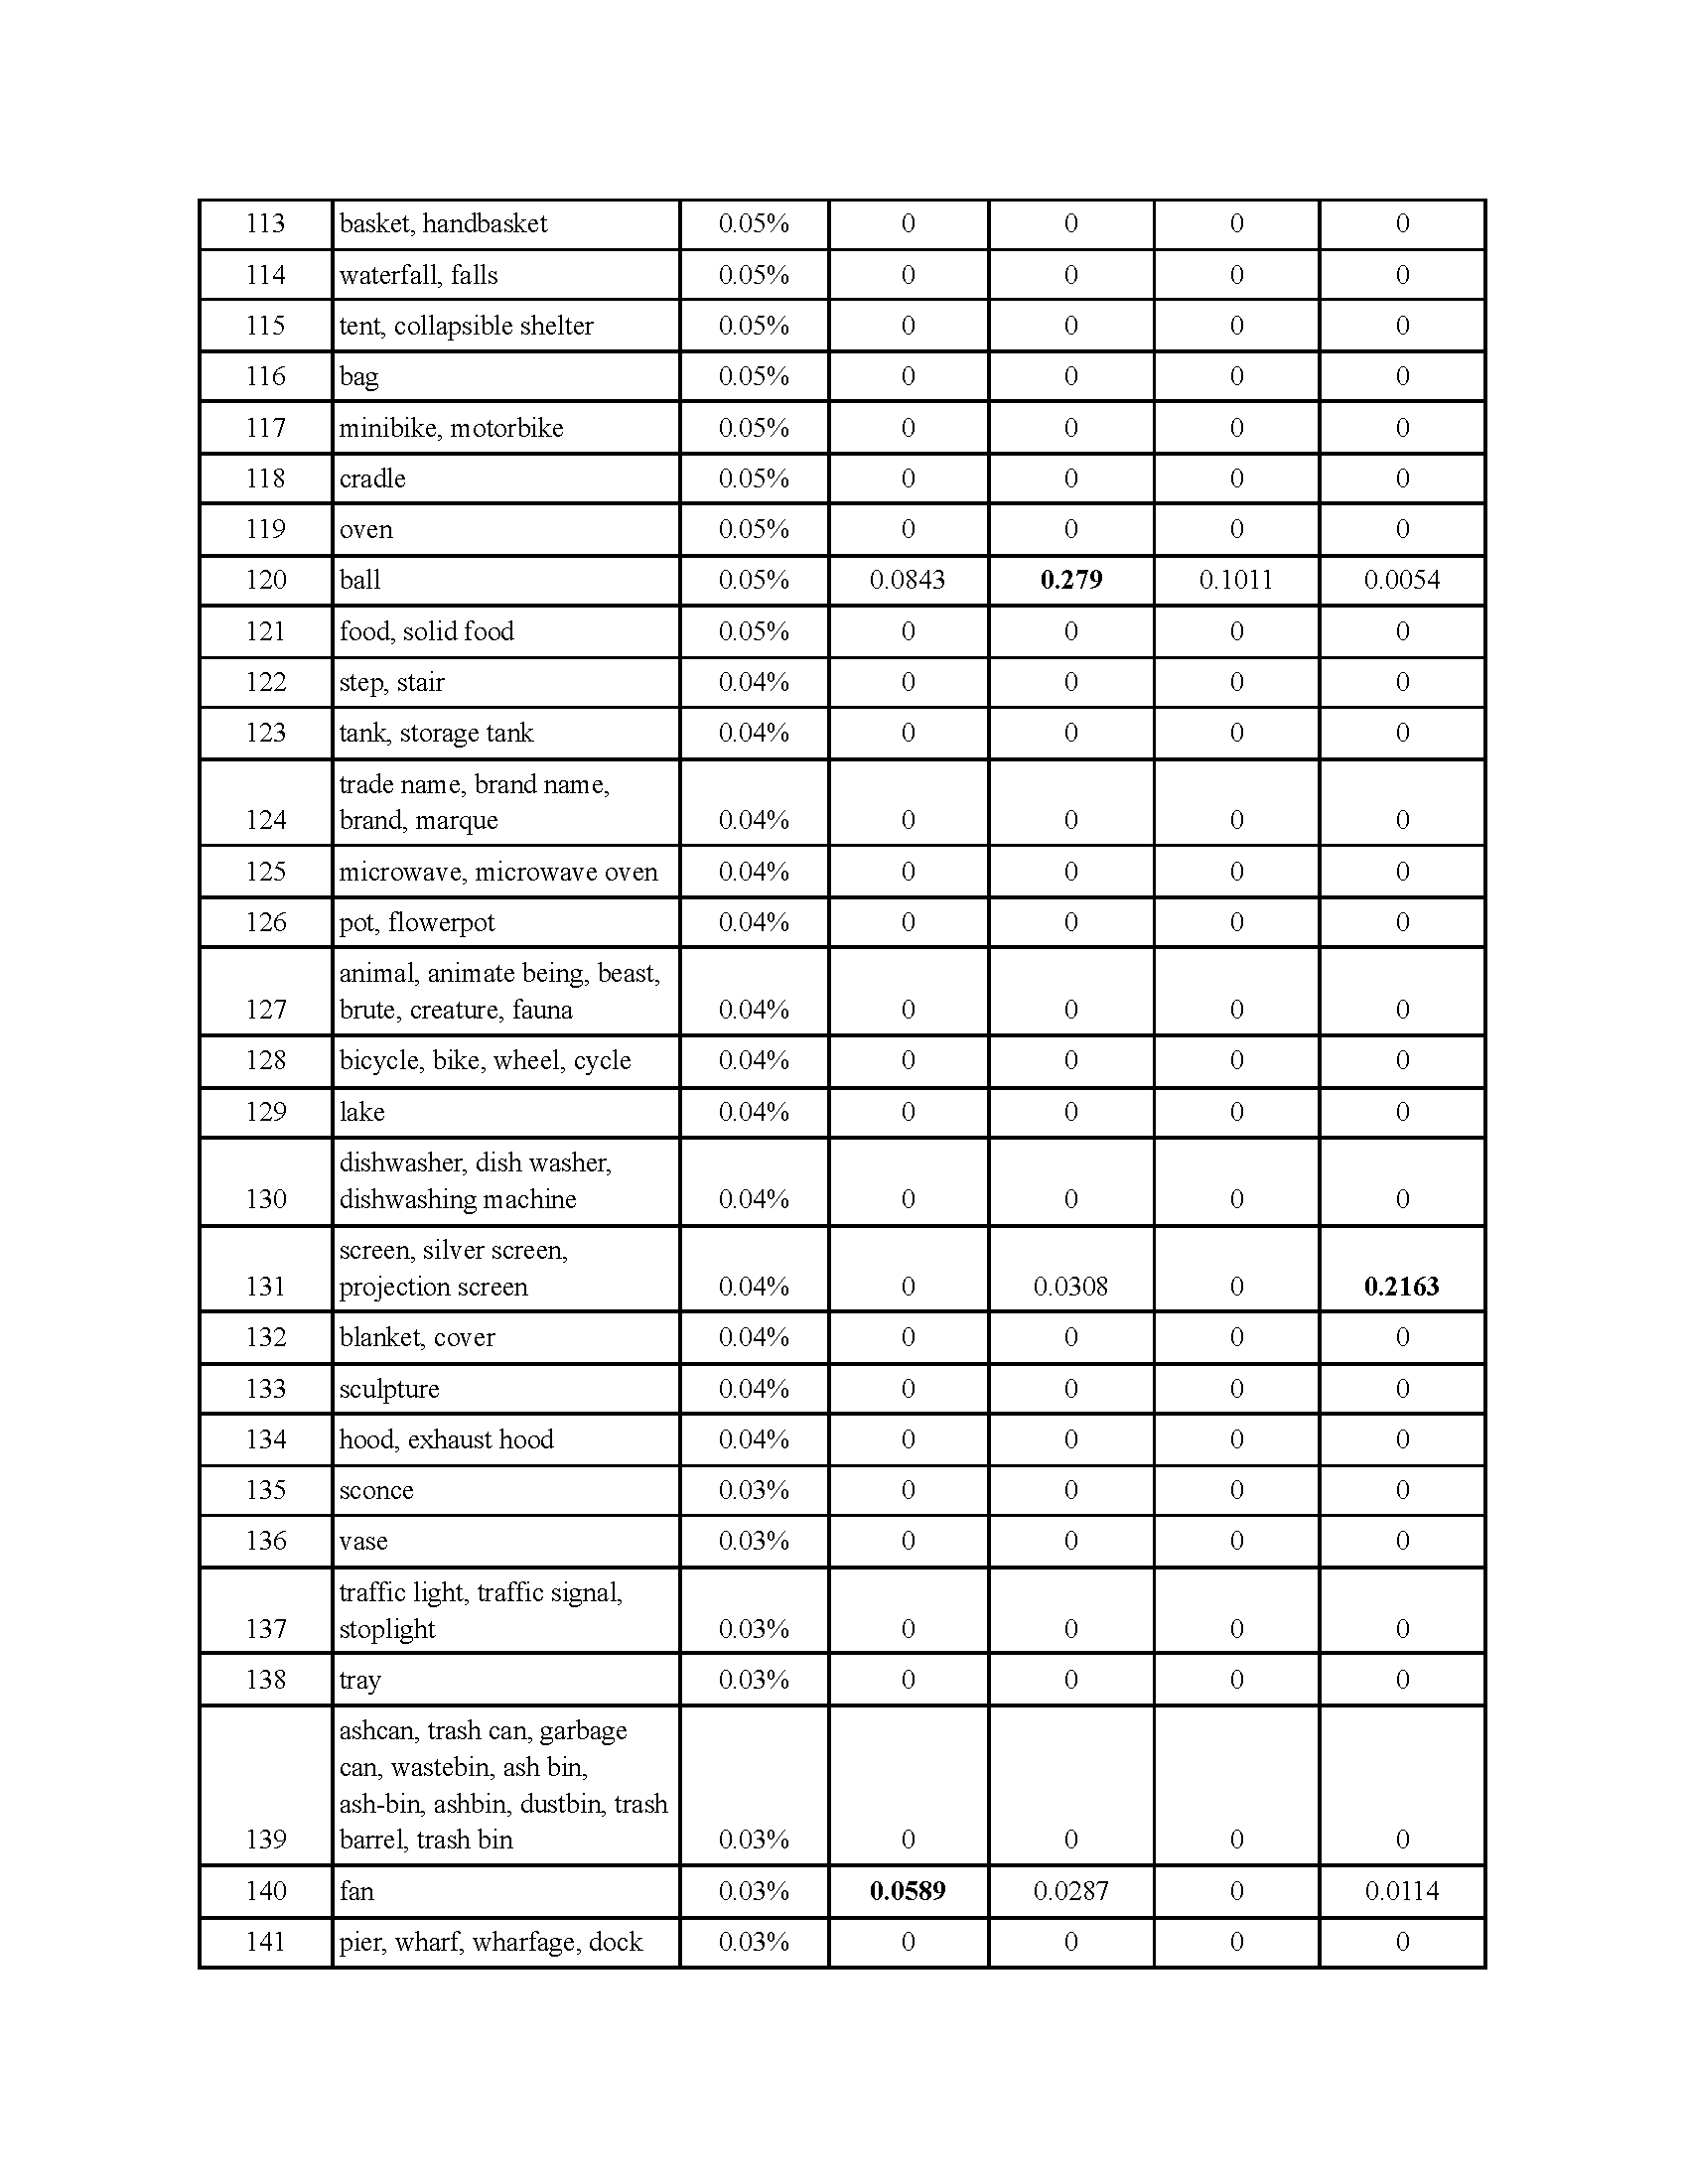 113 basket, handbasket 0.05% 0 0 0 0
114 waterfall, falls 0.05% 0 0 0 0
115 tent, collapsible shelter 0.05% 0 0 0 0
116 bag 0.05% 0 0 0 0
117 minibike, motorbike 0.05% 0 0 0 0
118 cradle 0.05% 0 0 0 0
119 oven 0.05% 0 0 0 0
120 ball 0.05% 0.0843 0.279 0.1011 0.0054
121 food, solid food 0.05% 0 0 0 0
122 step, stair 0.04% 0 0 0 0
123 tank, storage tank 0.04% 0 0 0 0
trade name, brand name,
124 brand, marque 0.04% 0 0 0 0
125 microwave, microwave oven 0.04% 0 0 0 0
126 pot, flowerpot 0.04% 0 0 0 0
animal, animate being, beast,
127 brute, creature, fauna 0.04% 0 0 0 0
128 bicycle, bike, wheel, cycle 0.04% 0 0 0 0
129 lake 0.04% 0 0 0 0
dishwasher, dish washer,
130 dishwashing machine 0.04% 0 0 0 0
screen, silver screen,
131 projection screen 0.04% 0 0.0308 0 0.2163
132 blanket, cover 0.04% 0 0 0 0
133 sculpture 0.04% 0 0 0 0
134 hood, exhaust hood 0.04% 0 0 0 0
135 sconce 0.03% 0 0 0 0
136 vase 0.03% 0 0 0 0
traffic light, traffic signal,
137 stoplight 0.03% 0 0 0 0
138 tray 0.03% 0 0 0 0
ashcan, trash can, garbage
can, wastebin, ash bin,
ash-bin, ashbin, dustbin, trash
139 barrel, trash bin 0.03% 0 0 0 0
140 fan 0.03% 0.0589 0.0287 0 0.0114
141 pier, wharf, wharfage, dock 0.03% 0 0 0 0